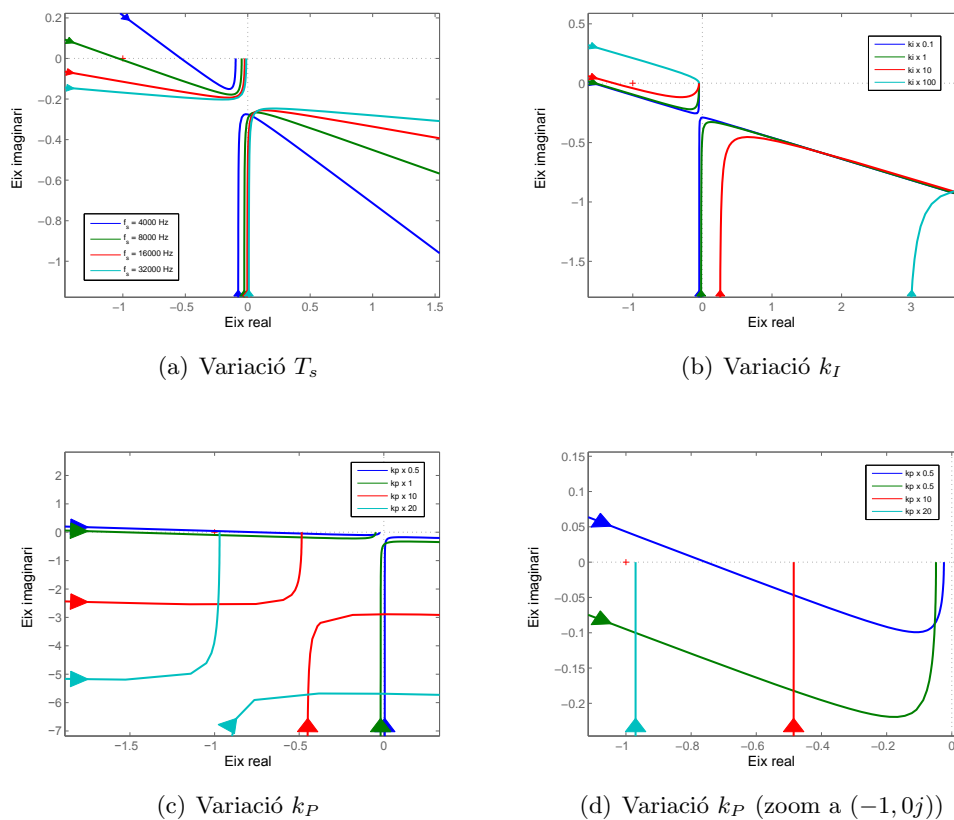 0.2
0
−0.2
−0.4
−0.6
−0.8
−1
Eix imaginari
−1
−0.5
0
0.5
1
1.5
Eix real
f_s = 4000 Hz
f_s = 8000 Hz
f_s = 16000 Hz
f_s = 32000 Hz
(a) Variació T_s
0.5
0
−0.5
−1
−1.5
Eix imaginari
−1
0
1
2
3
Eix real
ki x 0.1
ki x 1
ki x 10
ki x 100
(b) Variació k_I
2
1
0
−1
−2
−3
−4
−5
−6
−7
Eix imaginari
−1.5
−1
−0.5
0
Eix real
kp x 0.5
kp x 1
kp x 10
kp x 20
(c) Variació k_P
0.15
0.1
0.05
0
−0.05
−0.1
−0.15
−0.2
Eix imaginari
−1
−0.8
−0.6
−0.4
−0.2
0
Eix real
kp x 0.5
kp x 0.5
kp x 10
kp x 20
(d) Variació k_P (zoom a (−1, 0j))